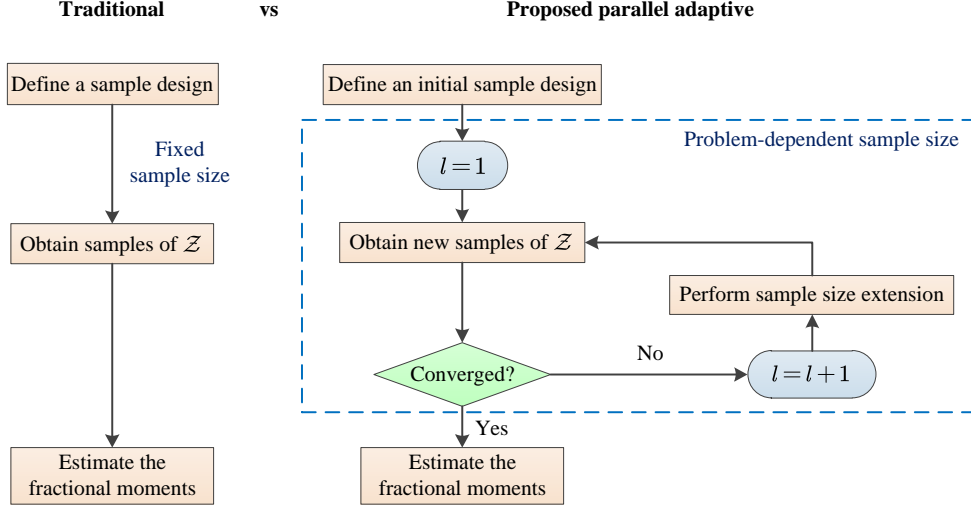 Traditional vs Proposed parallel adaptive
Define a sample design
Fixed
sample size
Obtain samples of 𝒵
Estimate the
fractional moments
Define an initial sample design
Problem-dependent sample size
l = 1
Obtain new samples of 𝒵
Perform sample size extension
Converged?
No
l = l + 1
Yes
Estimate the
fractional moments